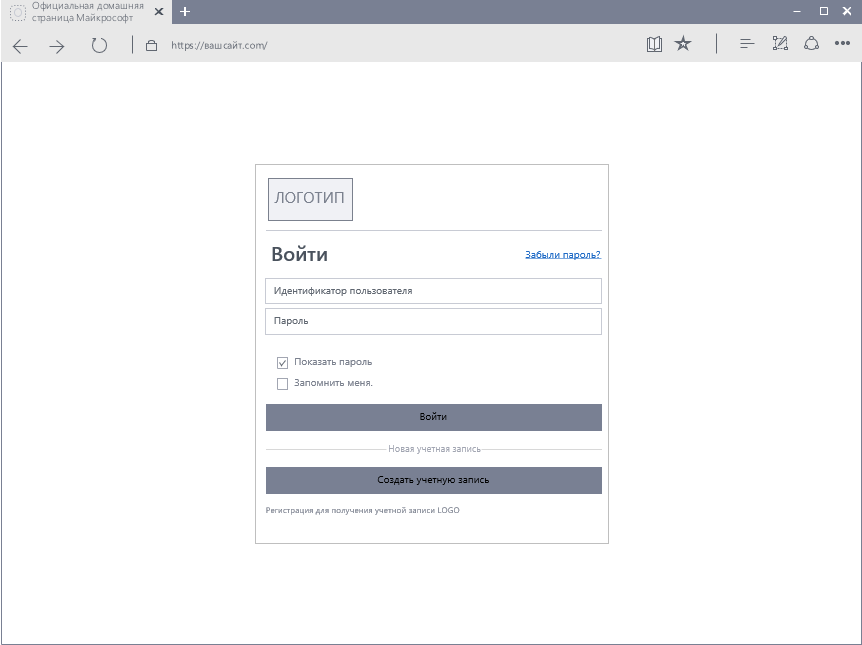 Официальная домашняя
страница Майкрософт
https://вашсайт.com/
ЛОГОТИП
Войти
Забыли пароль?
Идентификатор пользователя
Пароль
Показать пароль
Запомнить меня.
Войти
Новая учетная запись
Создать учетную запись
Регистрация для получения учетной записи LOGO